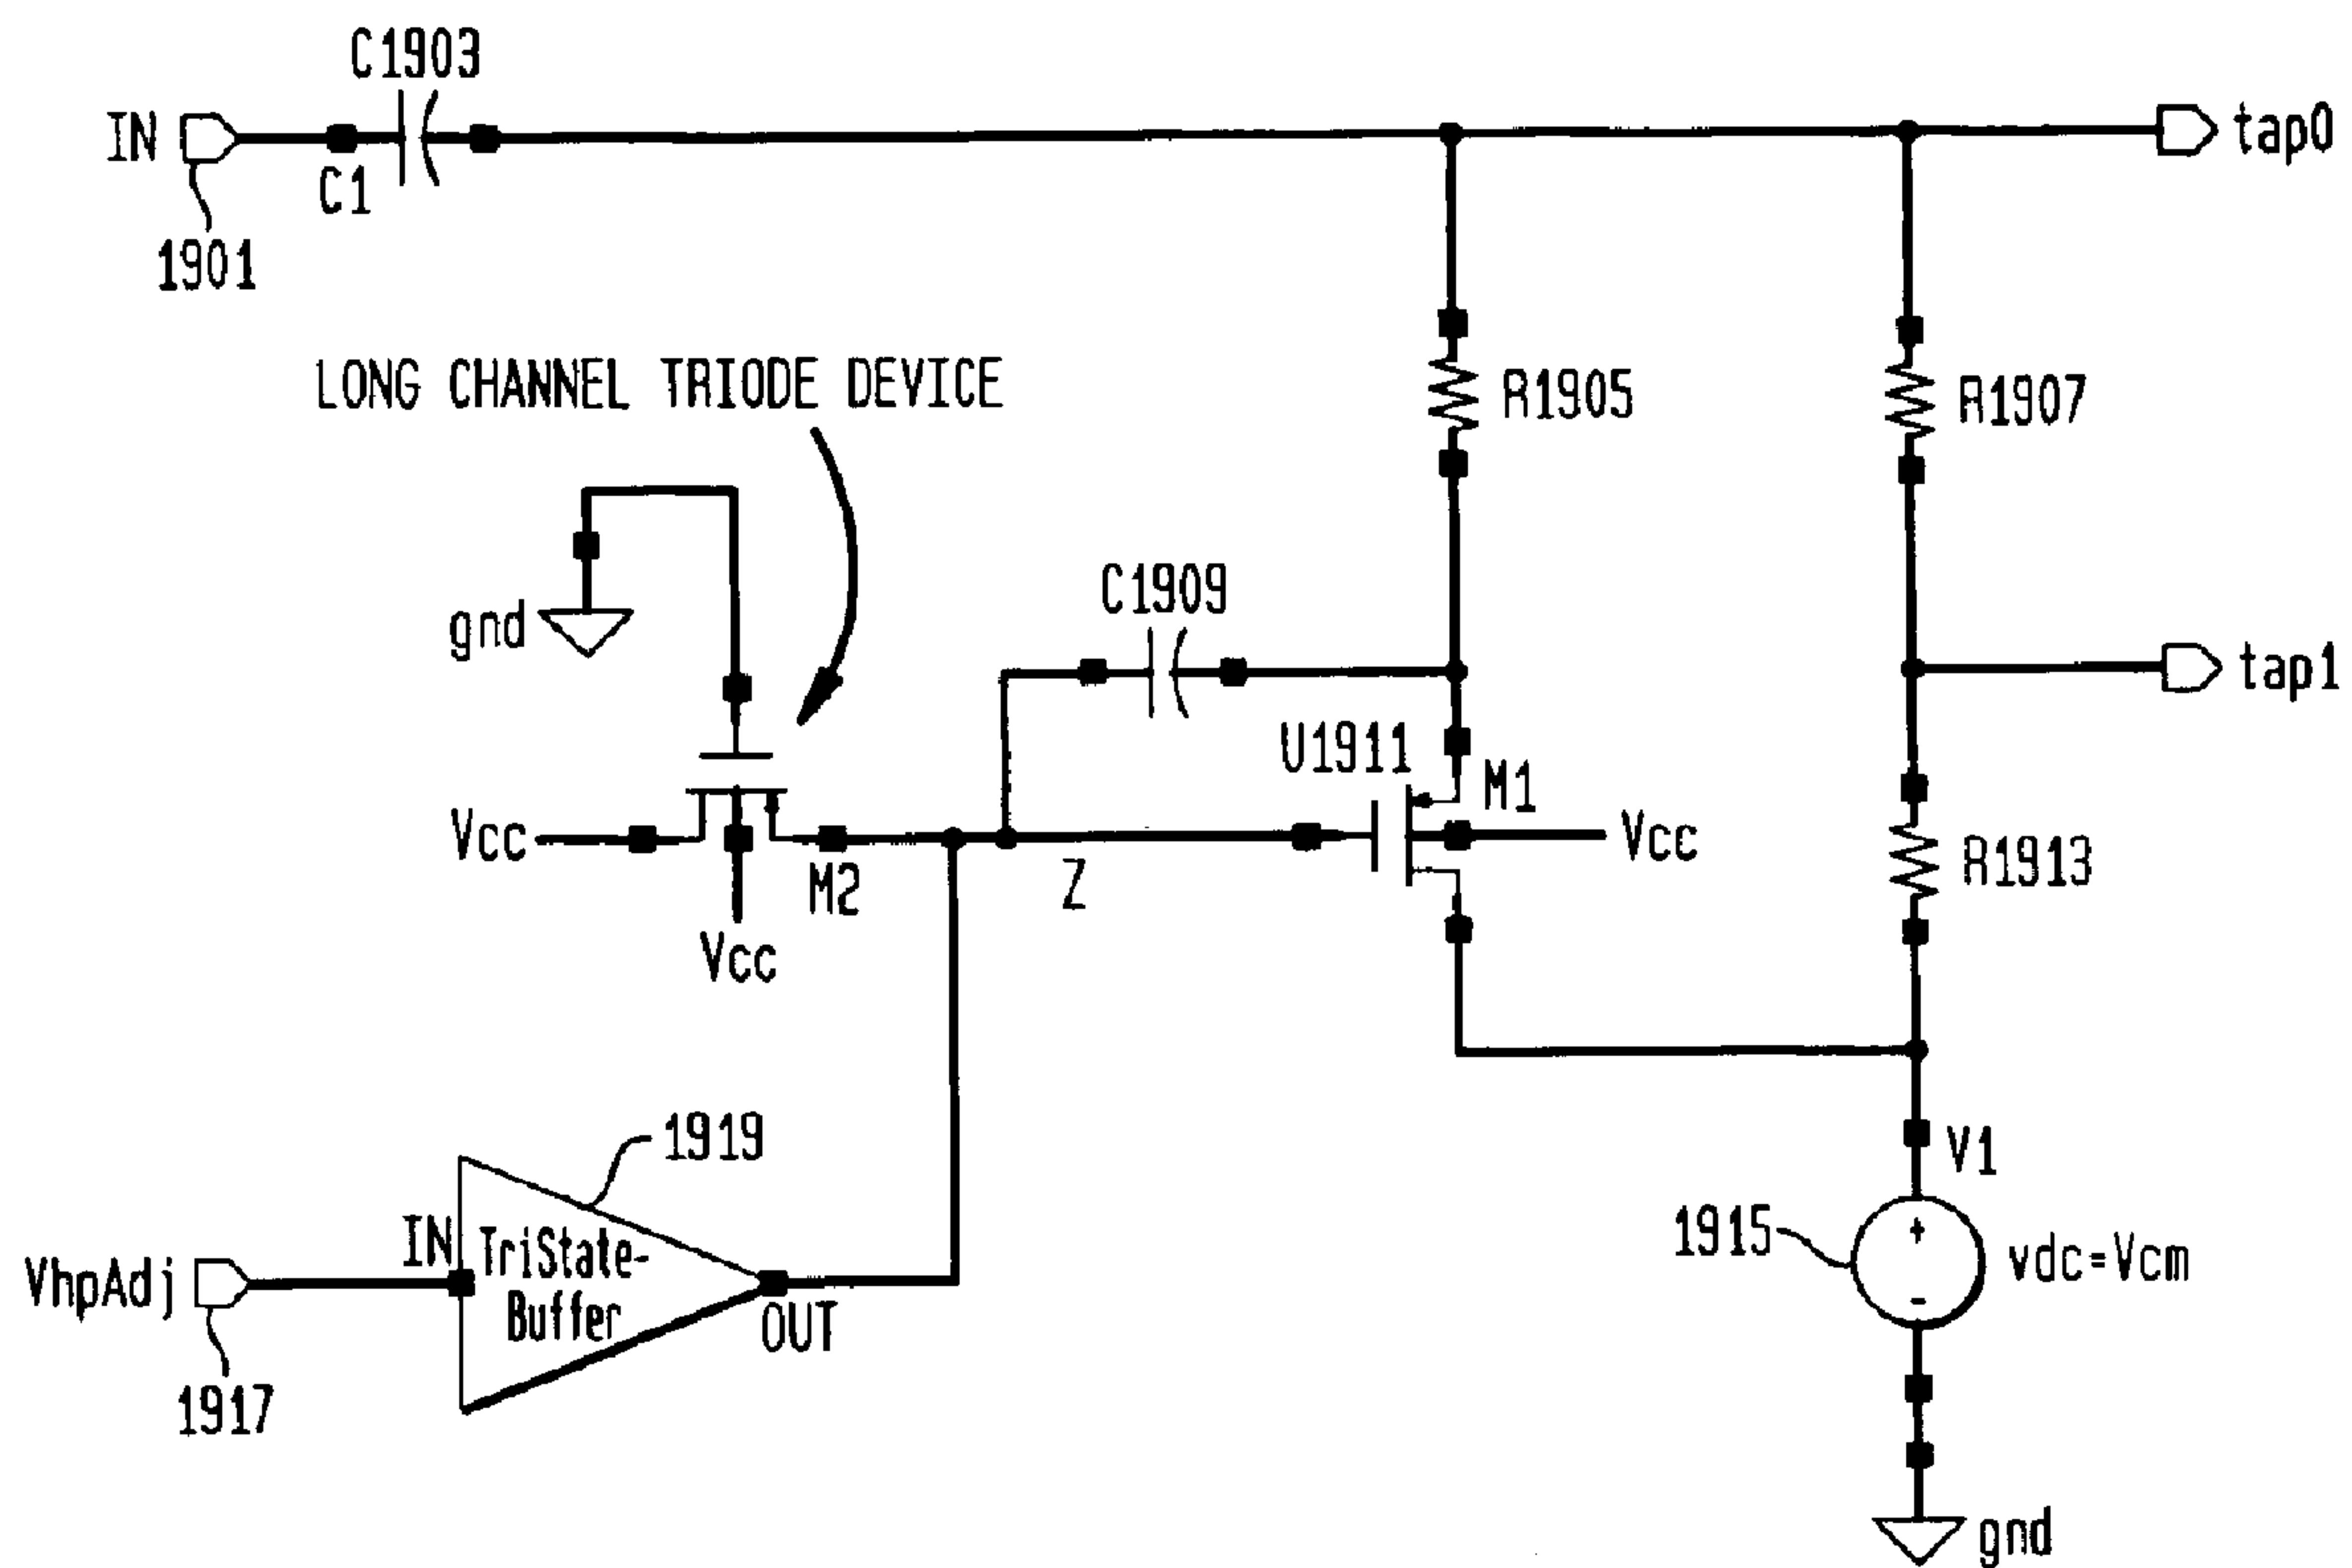 C1903
IN
C1
1901
tap0
LONG CHANNEL TRIODE DEVICE
R1905
R1907
gnd
C1909
tap1
U1911
M1
Vcc
M2
Z
Vcc
R1913
Vcc
1919
V1
IN
TriState-
Buffer
OUT
1915
+
-
vdc=Vcm
VhpAdj
1917
gnd